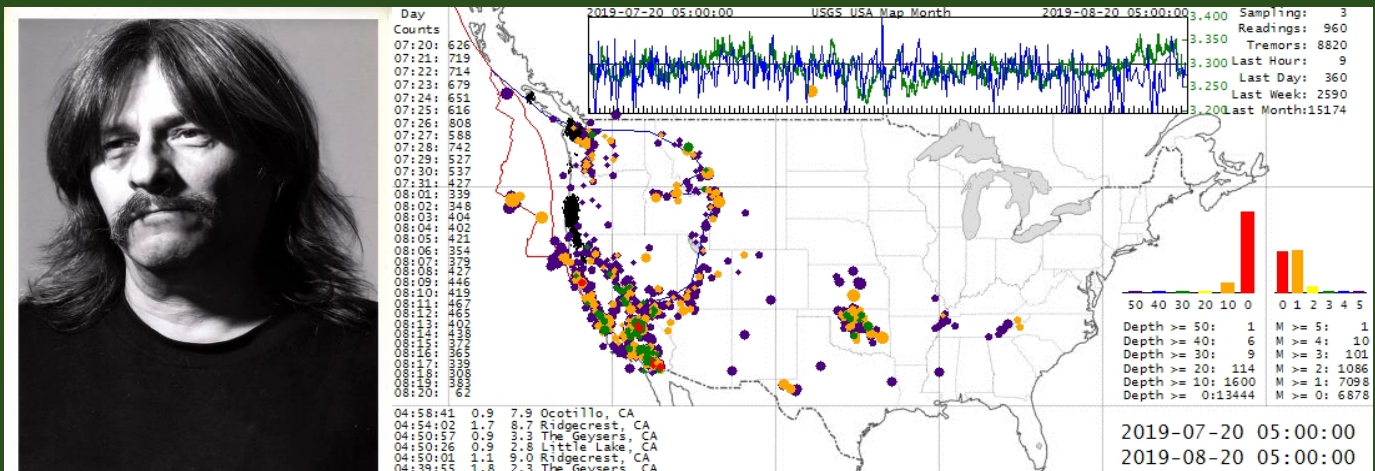 Day
Counts
07:20: 626
07:21: 719
07:22: 714
07:23: 679
07:24: 651
07:25: 616
07:26: 808
07:27: 588
07:28: 742
07:29: 527
07:30: 537
07:31: 427
08:01: 339
08:02: 348
08:03: 404
08:04: 402
08:05: 421
08:06: 354
08:07: 379
08:08: 427
08:09: 446
08:10: 419
08:11: 467
08:12: 465
08:13: 402
08:14: 438
08:15: 372
08:16: 365
08:17: 339
08:18: 308
08:19: 383
08:20: 62
04:58:41 0.9 7.9 Ocotillo, CA
04:54:02 1.7 8.7 Ridgecrest, CA
04:50:57 0.9 3.3 The Geysers, CA
04:50:26 0.9 2.8 Little Lake, CA
04:50:01 1.1 9.0 Ridgecrest, CA
04:39:55 1.8 2.3 The Geysers, CA
2019-07-20 05:00:00 USGS USA Map Month 2019-08-20 05:00:00
3.400
3.350
3.300
3.250
3.200
Sampling: 3
Readings: 960
Tremors: 8820
Last Hour: 9
Last Day: 360
Last Week: 2590
Last Month:15174
50 40 30 20 10 0
0 1 2 3 4 5
Depth >= 50: 1
Depth >= 40: 6
Depth >= 30: 9
Depth >= 20: 114
Depth >= 10: 1600
Depth >= 0:13444
M >= 5: 1
M >= 4: 10
M >= 3: 101
M >= 2: 1086
M >= 1: 7098
M >= 0: 6878
2019-07-20 05:00:00
2019-08-20 05:00:00